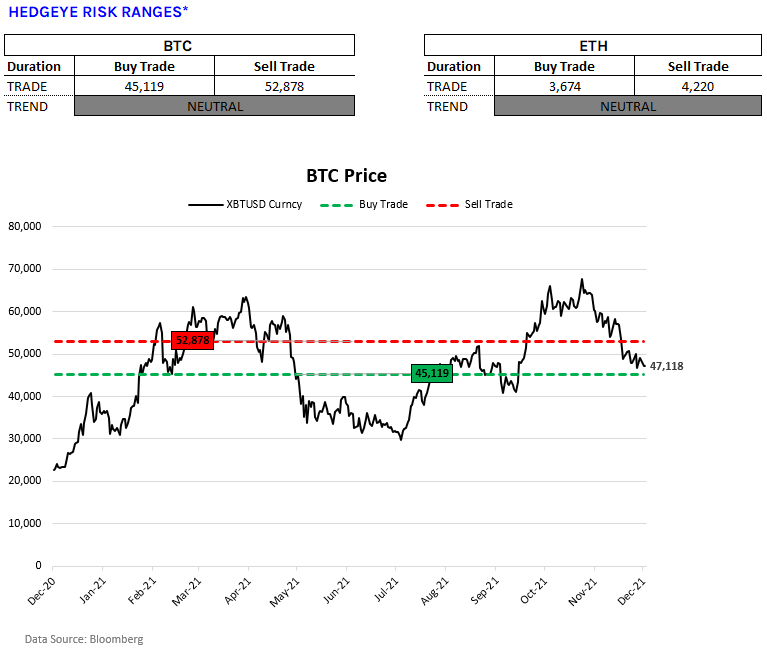 HEDGEYE RISK RANGES*
BTC
Duration Buy Trade Sell Trade
TRADE 45,119 52,878
TREND NEUTRAL
ETH
Duration Buy Trade Sell Trade
TRADE 3,674 4,220
TREND NEUTRAL
BTC Price
XBTUSD Curncy Buy Trade Sell Trade
80,000
70,000
60,000
52,878
50,000
47,118
45,119
40,000
30,000
20,000
10,000
0
Dec-20 Jan-21 Feb-21 Mar-21 Apr-21 May-21 Jun-21 Jul-21 Aug-21 Sep-21 Oct-21 Nov-21 Dec-21
Data Source: Bloomberg